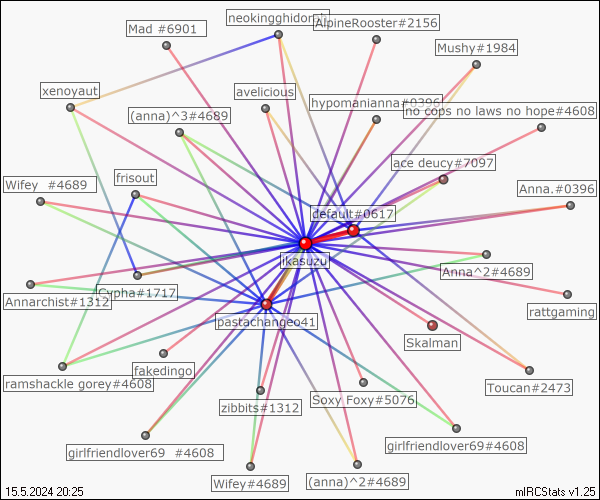 neokingghidorah
AlpineRooster#2156
Mad #6901
Mushy#1984
xenoyaut
avelicious
hypomanianna#0396
(anna)^3#4689
no cops no laws no hope#4608
ace deucy#7097
frisout
Wifey  #4689
Anna.#0396
default#0617
ikasuzu
Anna^2#4689
Cypha#1717
Annarchist#1312
rattgaming
pastachangeo41
Skalman
fakedingo
ramshackle gorey#4608
Toucan#2473
Soxy Foxy#5076
zibbits#1312
girlfriendlover69  #4608
girlfriendlover69#4608
Wifey#4689
(anna)^2#4689
15.5.2024 20:25
mIRCStats v1.25